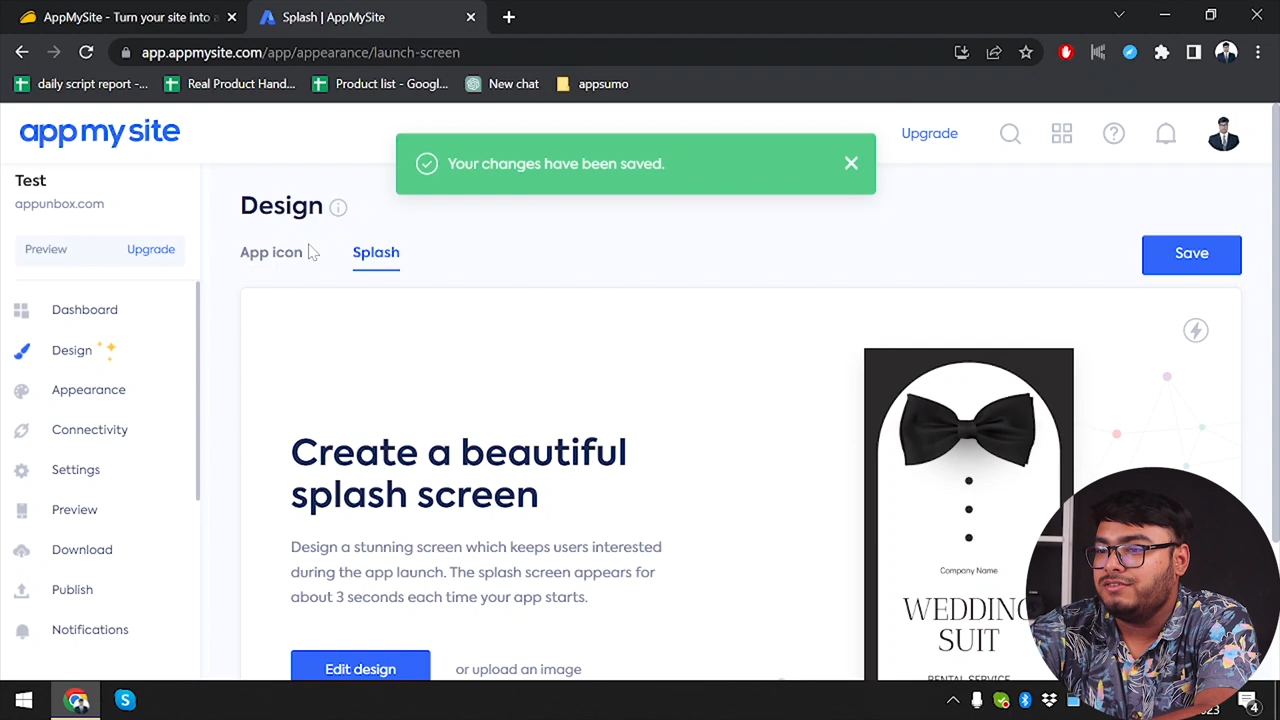 AppMySite - Turn your site into a
Splash | AppMySite
app.appmysite.com/app/appearance/launch-screen
daily script report -...
Real Product Hand...
Product list - Googl...
New chat
appsumo
app my site
Your changes have been saved.
Upgrade
Test
appunbox.com
Preview
Upgrade
Design
App icon
Splash
Save
Dashboard
Design
Appearance
Connectivity
Settings
Preview
Download
Publish
Notifications
Create a beautiful
splash screen
Design a stunning screen which keeps users interested
during the app launch. The splash screen appears for
about 3 seconds each time your app starts.
Edit design
or upload an image
Company Name
WEDDING
SUIT
RENTAL SERVICE
4